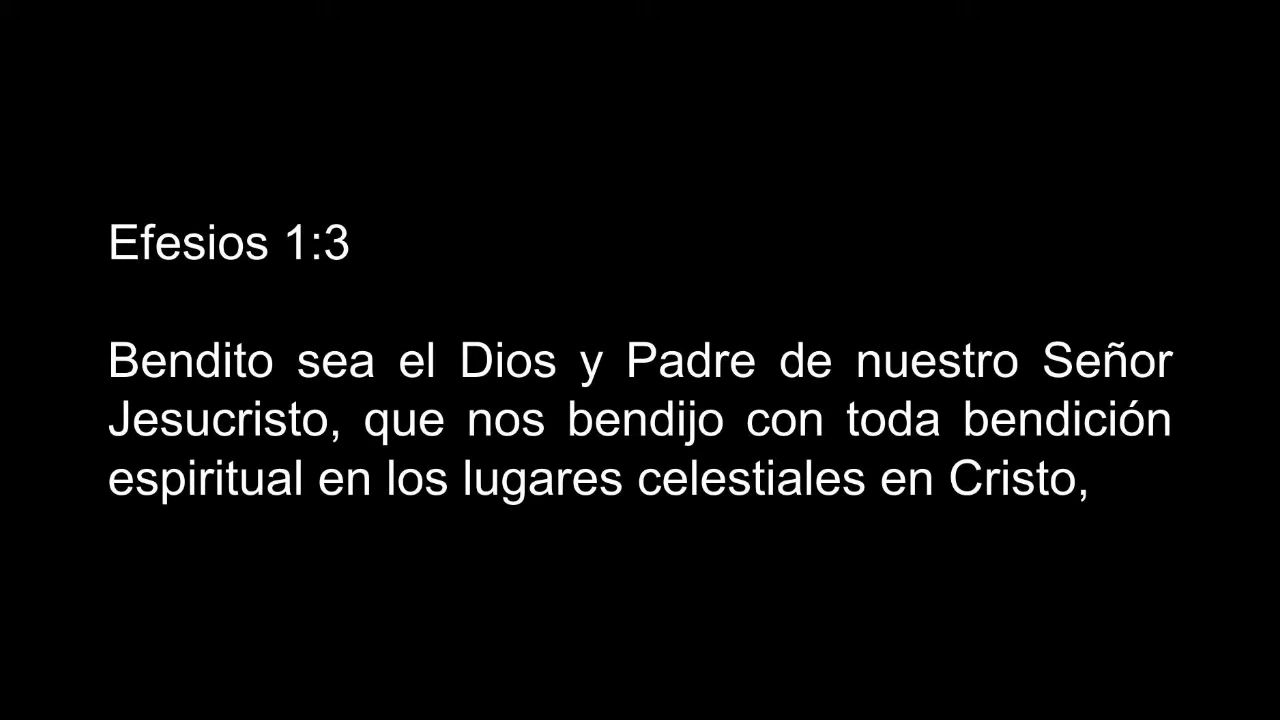 Efesios 1:3
Bendito sea el Dios y Padre de nuestro Señor
Jesucristo, que nos bendijo con toda bendición
espiritual en los lugares celestiales en Cristo,